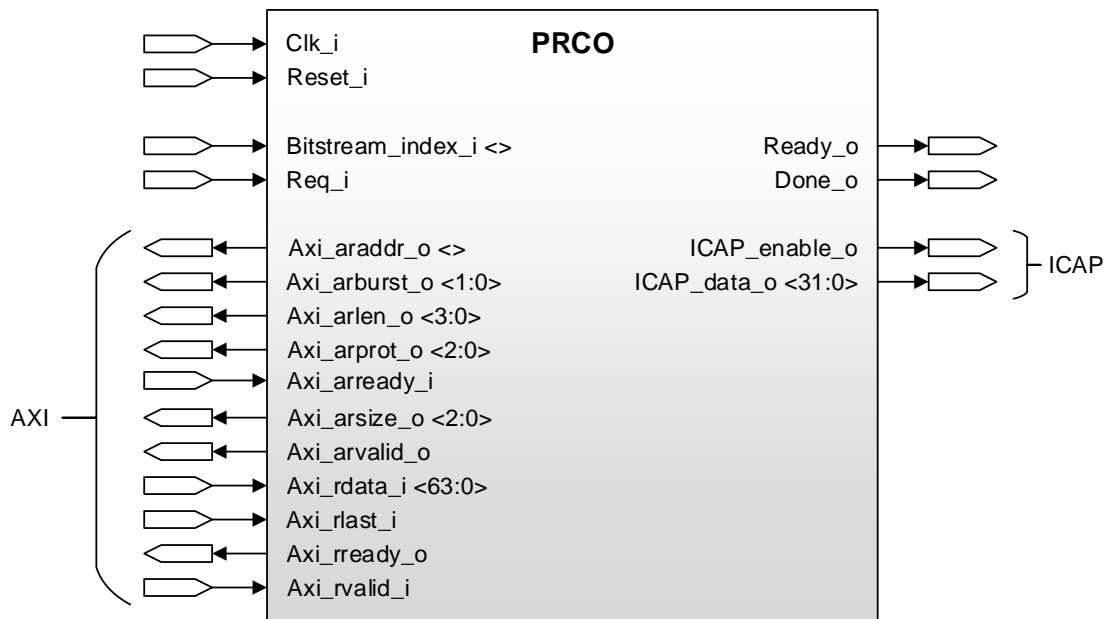 PRCO
Clk_i
Reset_i
Bitstream_index_i <>
Req_i
Ready_o
Done_o
AXI
Axi_araddr_o <>
Axi_arburst_o <1:0>
Axi_arlen_o <3:0>
Axi_arprot_o <2:0>
Axi_arready_i
Axi_arsize_o <2:0>
Axi_arvalid_o
Axi_rdata_i <63:0>
Axi_rlast_i
Axi_rready_o
Axi_rvalid_i
ICAP_enable_o
ICAP_data_o <31:0>
ICAP